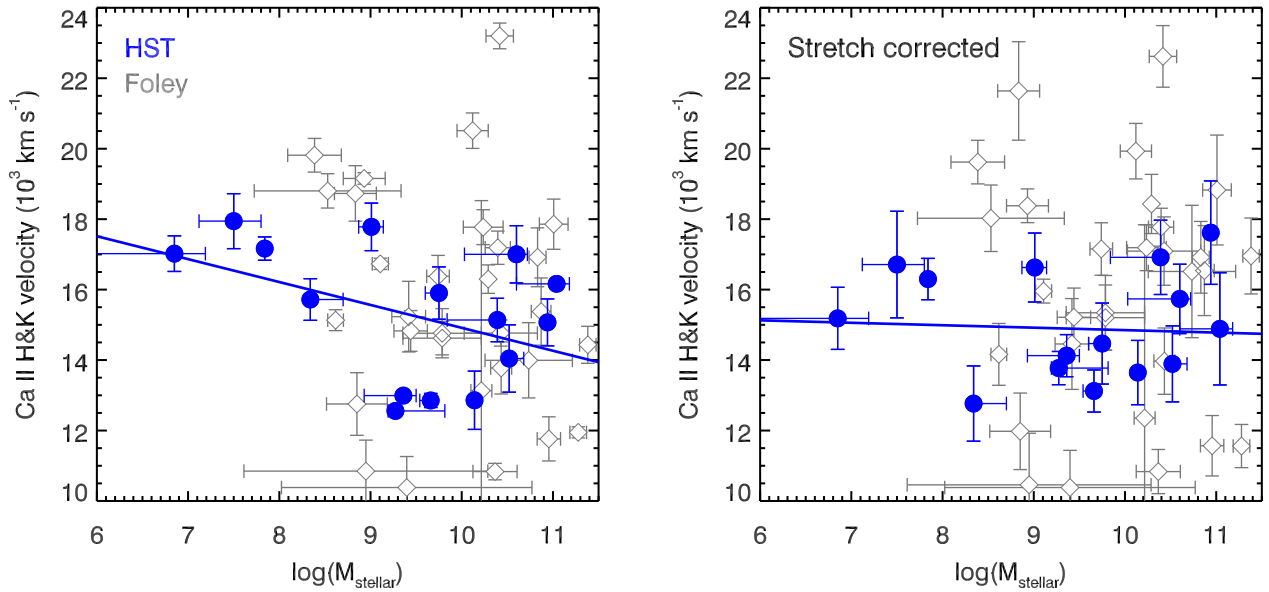 24
22
20
18
16
14
12
10
HST
Foley
Ca II H&K velocity (10³ km s⁻¹)
6 7 8 9 10 11
log(M_stellar)
24
22
20
18
16
14
12
10
Stretch corrected
Ca II H&K velocity (10³ km s⁻¹)
6 7 8 9 10 11
log(M_stellar)